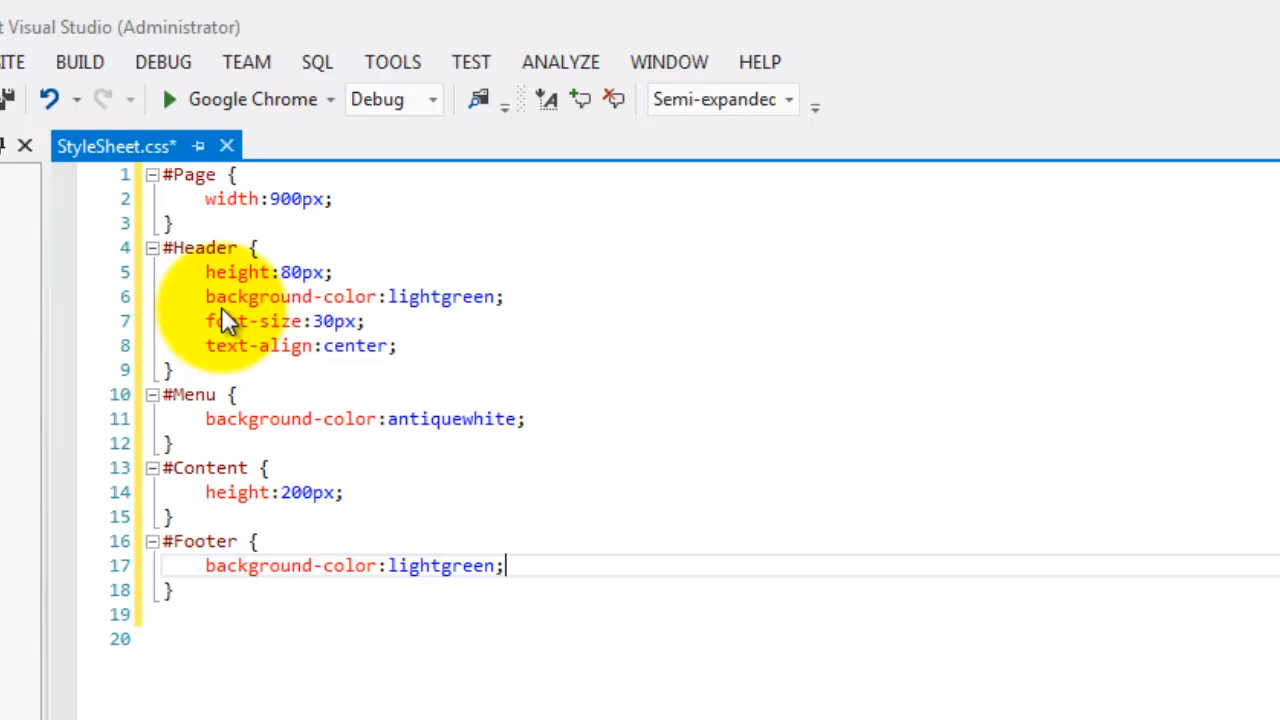 t Visual Studio (Administrator)
ITE BUILD DEBUG TEAM SQL TOOLS TEST ANALYZE WINDOW HELP
Google Chrome Debug Semi-expanded
StyleSheet.css*
1 #Page {
2 width:900px;
3 }
4 #Header {
5 height:80px;
6 background-color:lightgreen;
7 font-size:30px;
8 text-align:center;
9 }
10 #Menu {
11 background-color:antiquewhite;
12 }
13 #Content {
14 height:200px;
15 }
16 #Footer {
17 background-color:lightgreen;
18 }
19
20